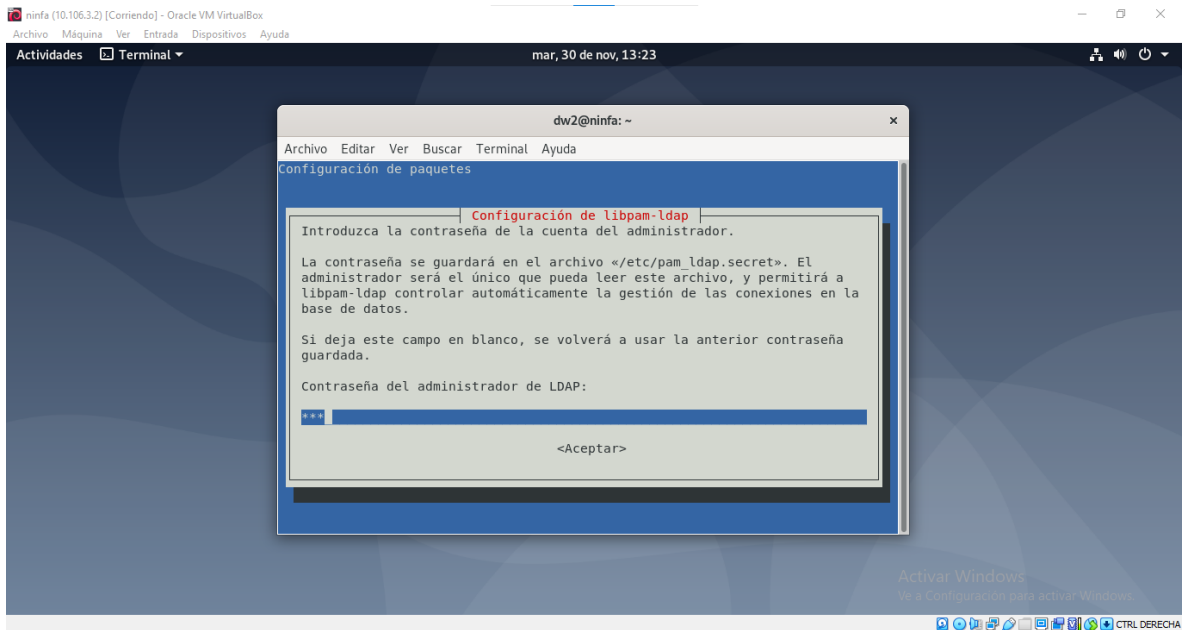 ninfa (10.106.3.2) [Corriendo] - Oracle VM VirtualBox
Archivo Máquina Ver Entrada Dispositivos Ayuda
Actividades Terminal mar, 30 de nov, 13:23
dw2@ninfa: ~
Archivo Editar Ver Buscar Terminal Ayuda
Configuración de paquetes
Configuración de libpam-ldap
Introduzca la contraseña de la cuenta del administrador.
La contraseña se guardará en el archivo «/etc/pam_ldap.secret». El
administrador será el único que pueda leer este archivo, y permitirá a
libpam-ldap controlar automáticamente la gestión de las conexiones en la
base de datos.
Si deja este campo en blanco, se volverá a usar la anterior contraseña
guardada.
Contraseña del administrador de LDAP:
***
<Aceptar>
Activar Windows
Ve a Configuración para activar Windows.
CTRL DERECHA